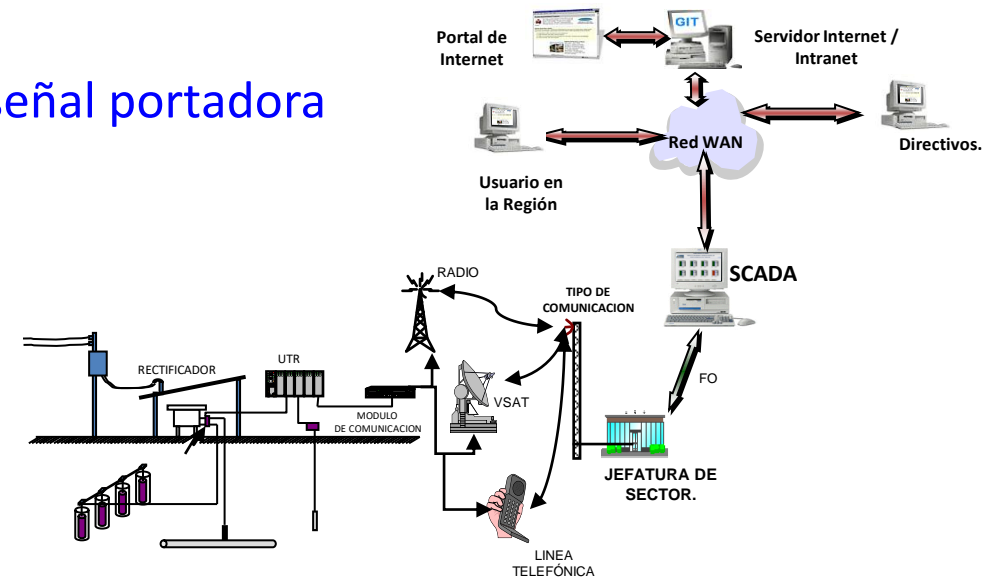 señal portadora
Portal de
Internet
GIT
Servidor Internet /
Intranet
Red WAN
Directivos.
Usuario en
la Región
SCADA
RADIO
TIPO DE
COMUNICACION
FO
RECTIFICADOR
UTR
VSAT
MODULO
DE COMUNICACION
JEFATURA DE
SECTOR.
LINEA
TELEFÓNICA